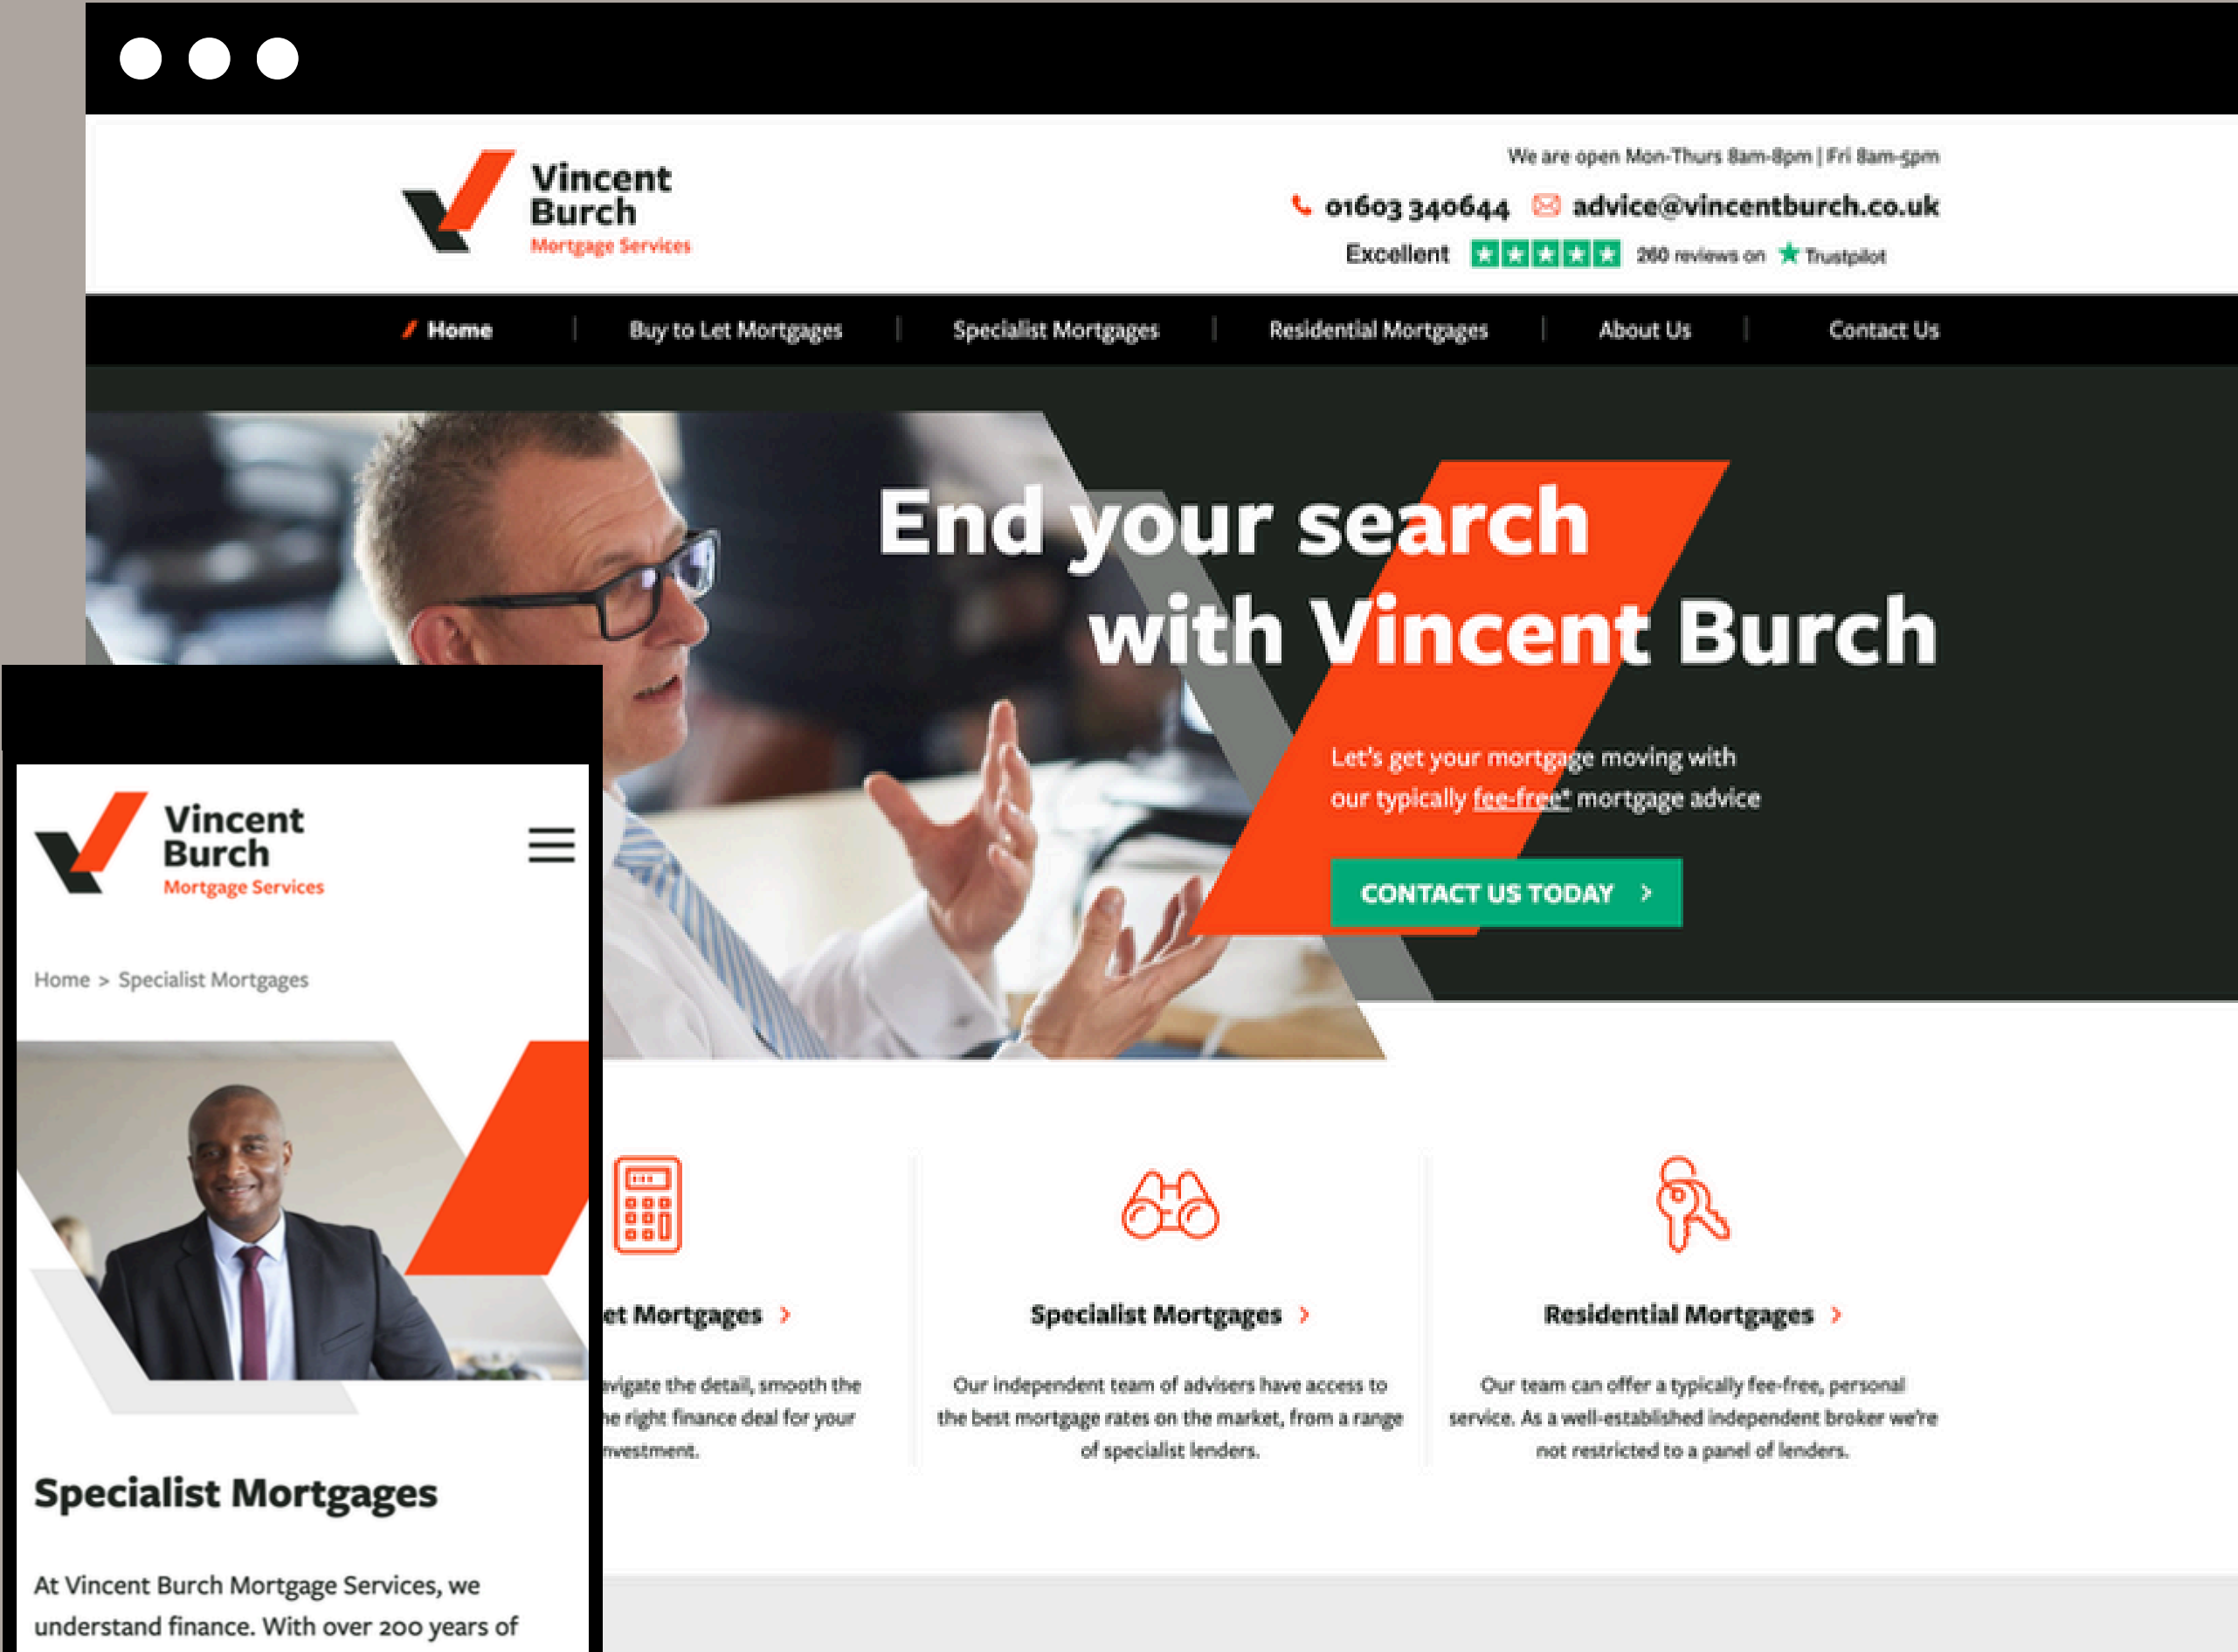 Vincent
Burch
Mortgage Services
We are open Mon-Thurs 8am-8pm | Fri 8am-5pm
01603 340644 advice@vincentburch.co.uk
Excellent 260 reviews on Trustpilot
Home Buy to Let Mortgages Specialist Mortgages Residential Mortgages About Us Contact Us
End your search
with Vincent Burch
Let's get your mortgage moving with
our typically fee-free* mortgage advice
CONTACT US TODAY >
et Mortgages >
avigate the detail, smooth the
he right finance deal for your
nvestment.
Specialist Mortgages >
Our independent team of advisers have access to
the best mortgage rates on the market, from a range
of specialist lenders.
Residential Mortgages >
Our team can offer a typically fee-free, personal
service. As a well-established independent broker we're
not restricted to a panel of lenders.
Vincent
Burch
Mortgage Services
Home > Specialist Mortgages
Specialist Mortgages
At Vincent Burch Mortgage Services, we
understand finance. With over 200 years of